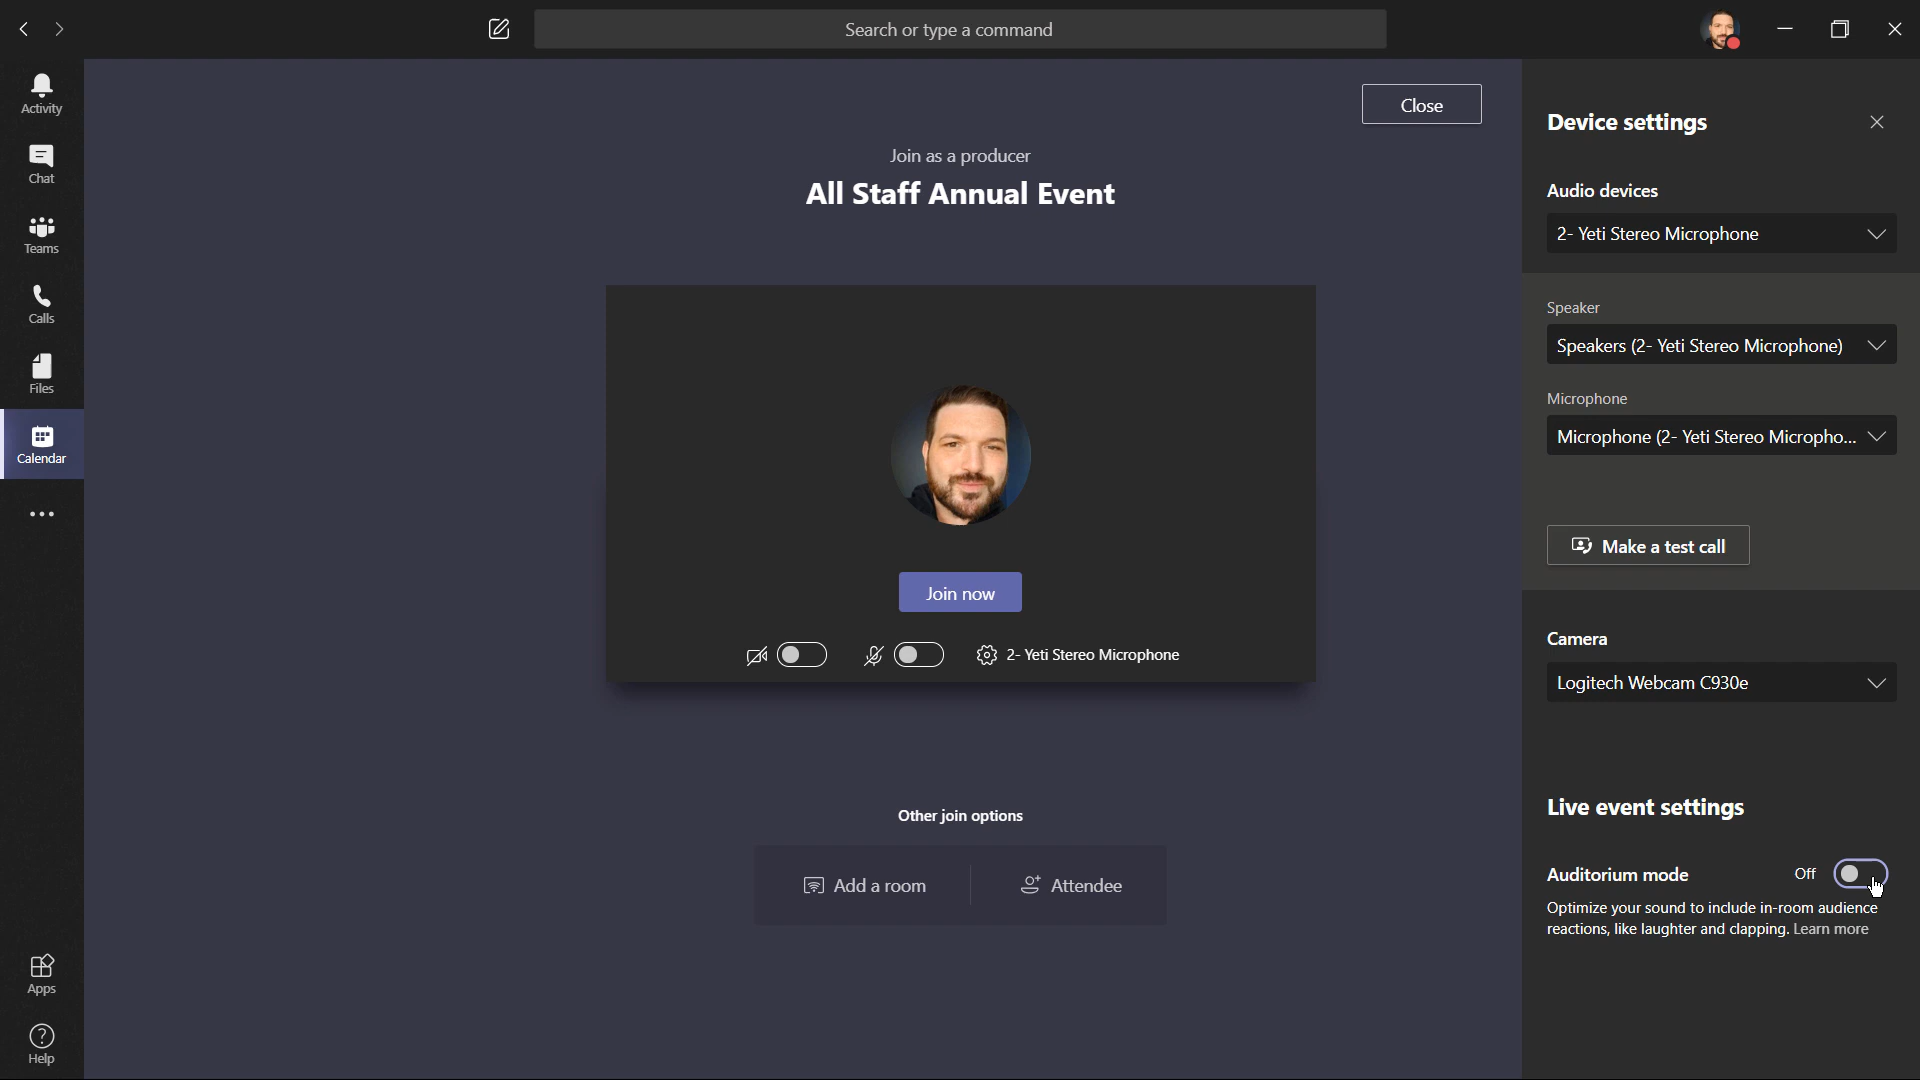 Search or type a command
Activity
Chat
Teams
Calls
Files
Calendar
Apps
Help
Close
Join as a producer
All Staff Annual Event
Join now
2- Yeti Stereo Microphone
Other join options
Add a room
Attendee
Device settings
Audio devices
2- Yeti Stereo Microphone
Speaker
Speakers (2- Yeti Stereo Microphone)
Microphone
Microphone (2- Yeti Stereo Micropho...
Make a test call
Camera
Logitech Webcam C930e
Live event settings
Auditorium mode Off
Optimize your sound to include in-room audience
reactions, like laughter and clapping. Learn more